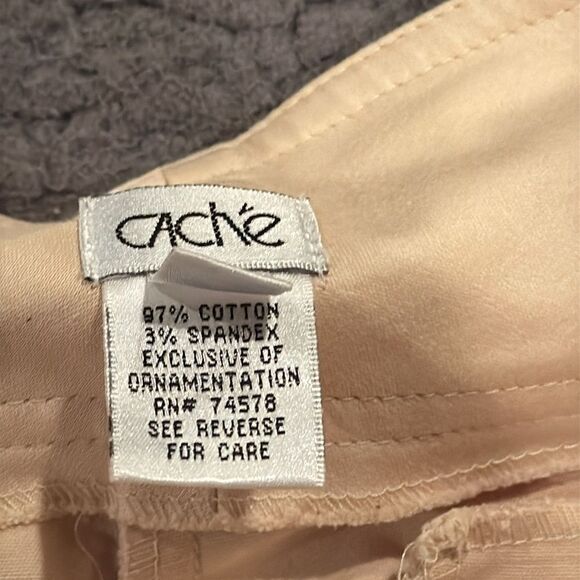 CACHÉ
97% COTTON
3% SPANDEX
EXCLUSIVE OF
ORNAMENTATION
RN# 74578
SEE REVERSE
FOR CARE